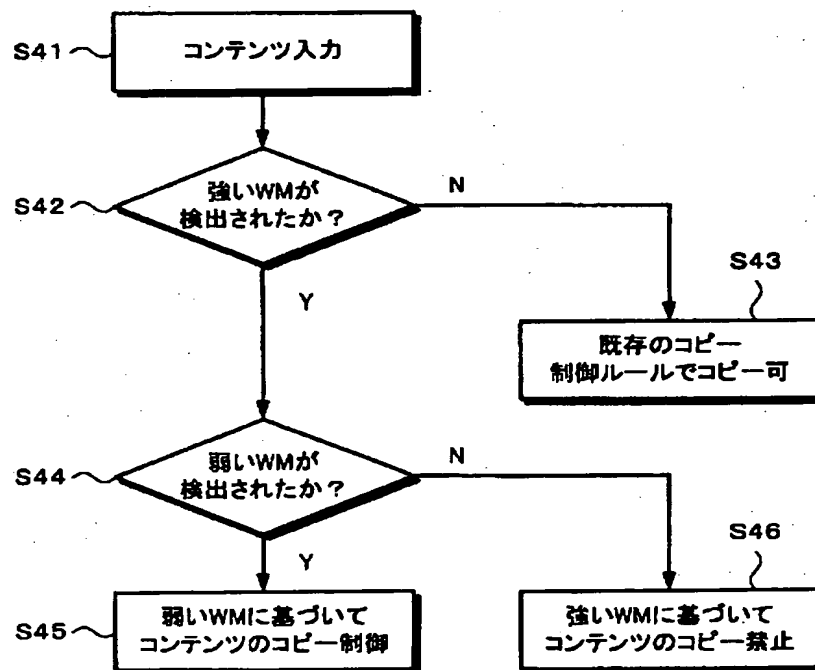 S41
コンテンツ入力
S42
強いWMが
検出されたか？
N
Y
S43
既存のコピー
制御ルールでコピー可
S44
弱いWMが
検出されたか？
N
Y
S45
弱いWMに基づいて
コンテンツのコピー制御
S46
強いWMに基づいて
コンテンツのコピー禁止